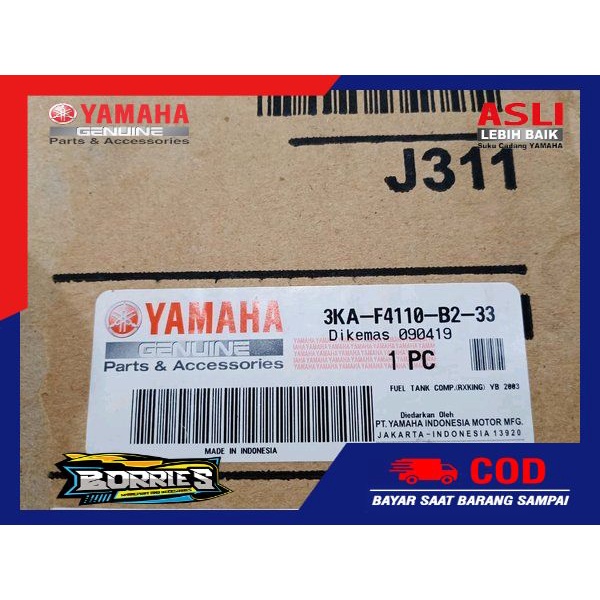 YAMAHA
GENUINE
Parts & Accessories
ASLI
LEBIH BAIK
Suku Cadang YAMAHA
J311
YAMAHA
GENUINE
Parts & Accessories
3KA-F4110-B2-33
Dikemas 090419
1 PC
FUEL TANK COMP.(RXKING) YB 2003
Diedarkan Oleh
PT. YAMAHA INDONESIA MOTOR MFG.
JAKARTA-INDONESIA 13920
MADE IN INDONESIA
BORRIES
COD
BAYAR SAAT BARANG SAMPAI